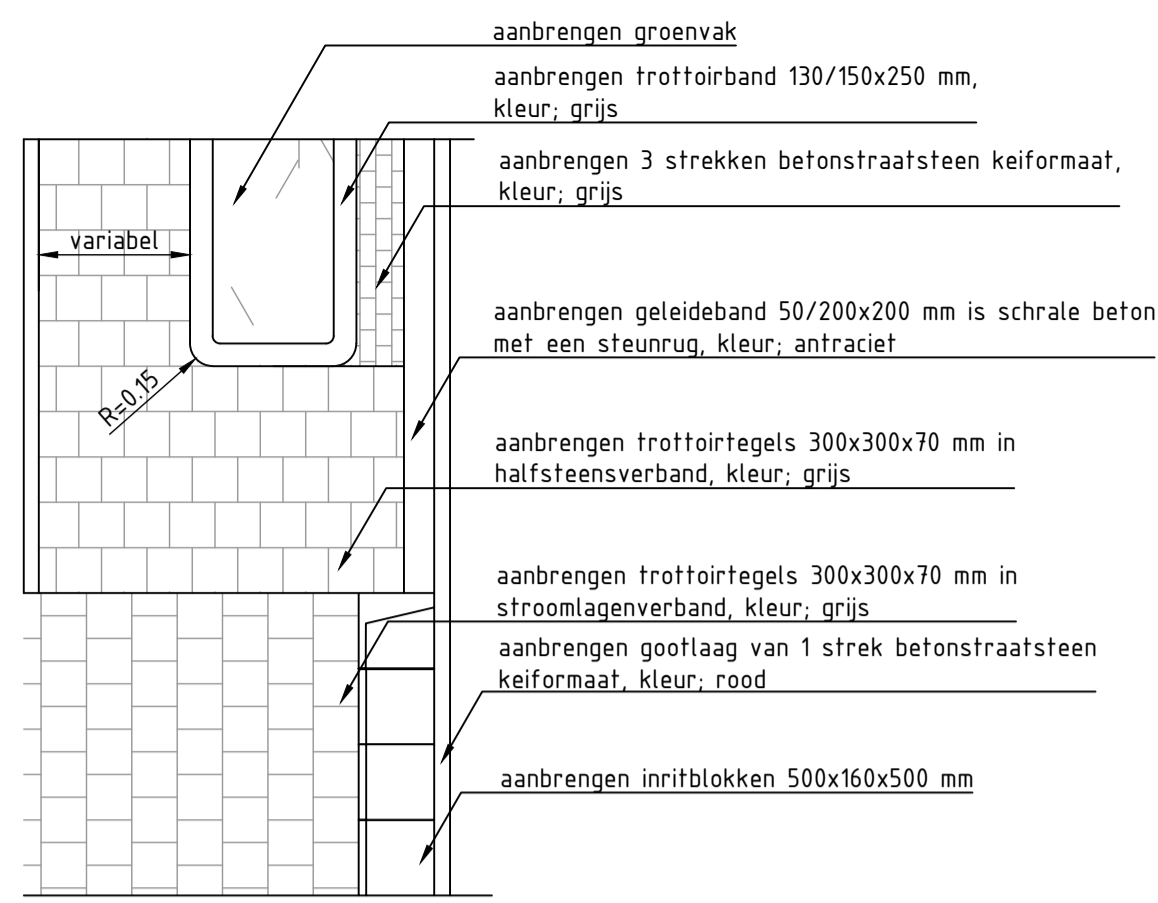 aanbrengen groenvak
aanbrengen trottoirband 130/150x250 mm,
kleur; grijs
aanbrengen 3 strekken betonstraatsteen keiformaat,
kleur; grijs
variabel
aanbrengen geleideband 50/200x200 mm is schrale beton
met een steunrug, kleur; antraciet
R=0.15
aanbrengen trottoirtegels 300x300x70 mm in
halfsteensverband, kleur; grijs
aanbrengen trottoirtegels 300x300x70 mm in
stroomlagenverband, kleur; grijs
aanbrengen gootlaag van 1 strek betonstraatsteen
keiformaat, kleur; rood
aanbrengen inritblokken 500x160x500 mm